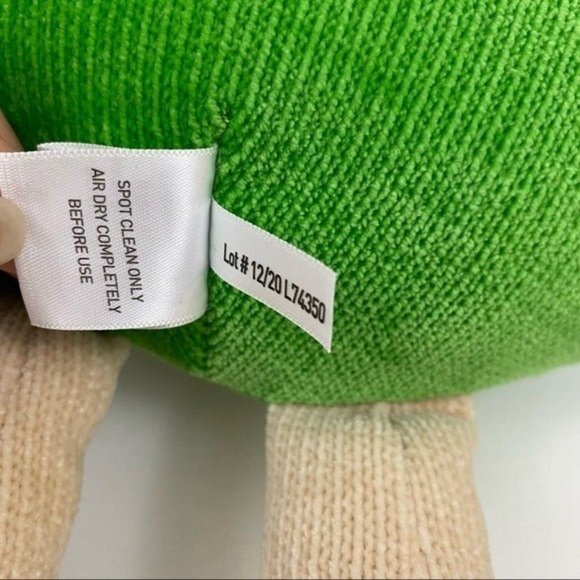 SPOT CLEAN ONLY
AIR DRY COMPLETELY
BEFORE USE
Lot # 12/20 L74350